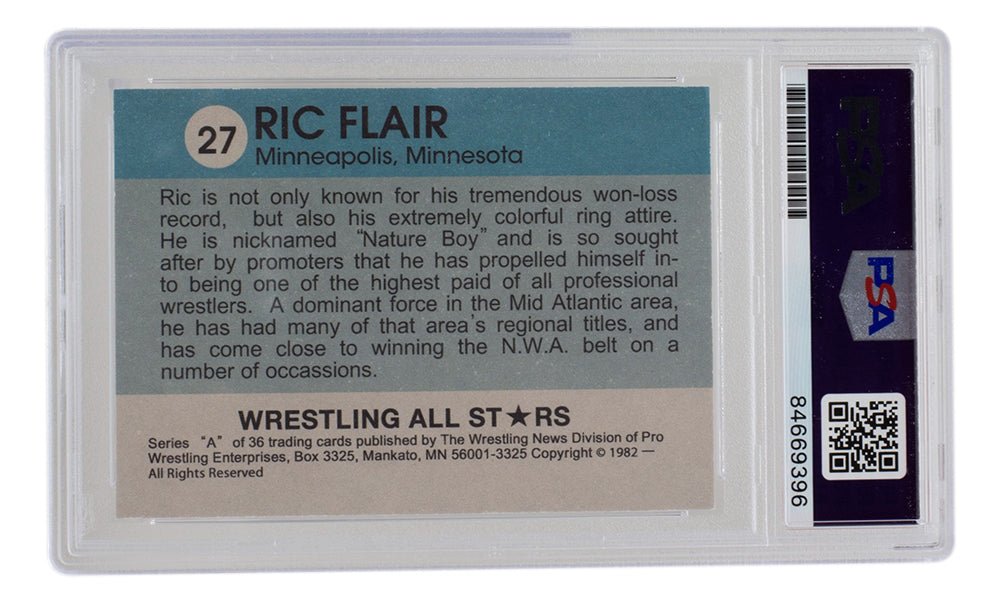 27
RIC FLAIR
Minneapolis, Minnesota
Ric is not only known for his tremendous won-loss
record, but also his extremely colorful ring attire.
He is nicknamed "Nature Boy" and is so sought
after by promoters that he has propelled himself in-
to being one of the highest paid of all professional
wrestlers. A dominant force in the Mid Atlantic area,
he has had many of that area's regional titles, and
has come close to winning the N.W.A. belt on a
number of occassions.
WRESTLING ALL ST★RS
Series "A" of 36 trading cards published by The Wrestling News Division of Pro
Wrestling Enterprises, Box 3325, Mankato, MN 56001-3325 Copyright © 1982 —
All Rights Reserved
PSA
PSA
84669396